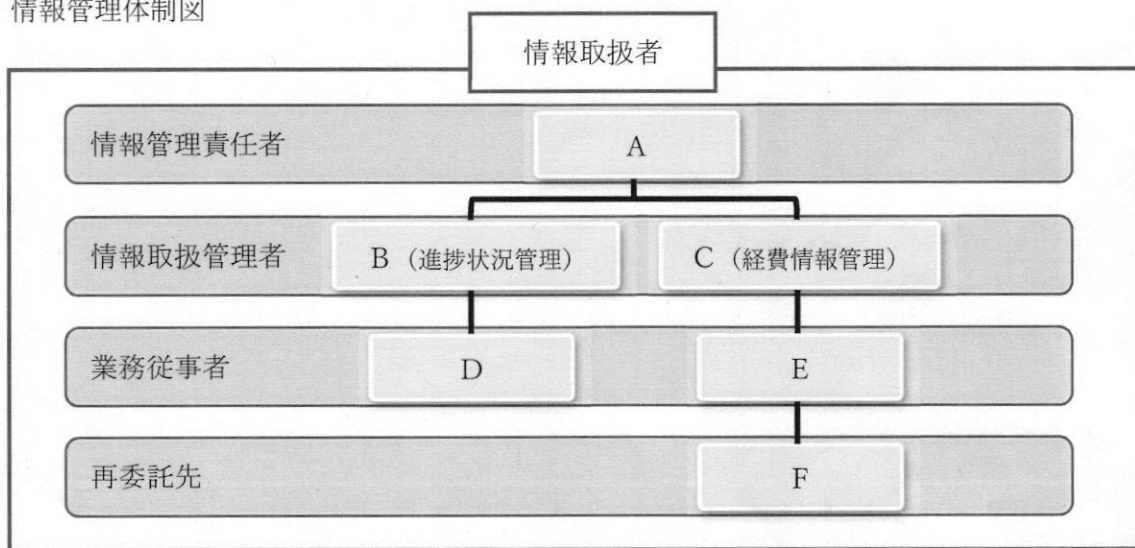 情報管理体制図
情報取扱者
情報管理責任者
A
情報取扱管理者
B（進捗状況管理）
C（経費情報管理）
業務従事者
D
E
再委託先
F